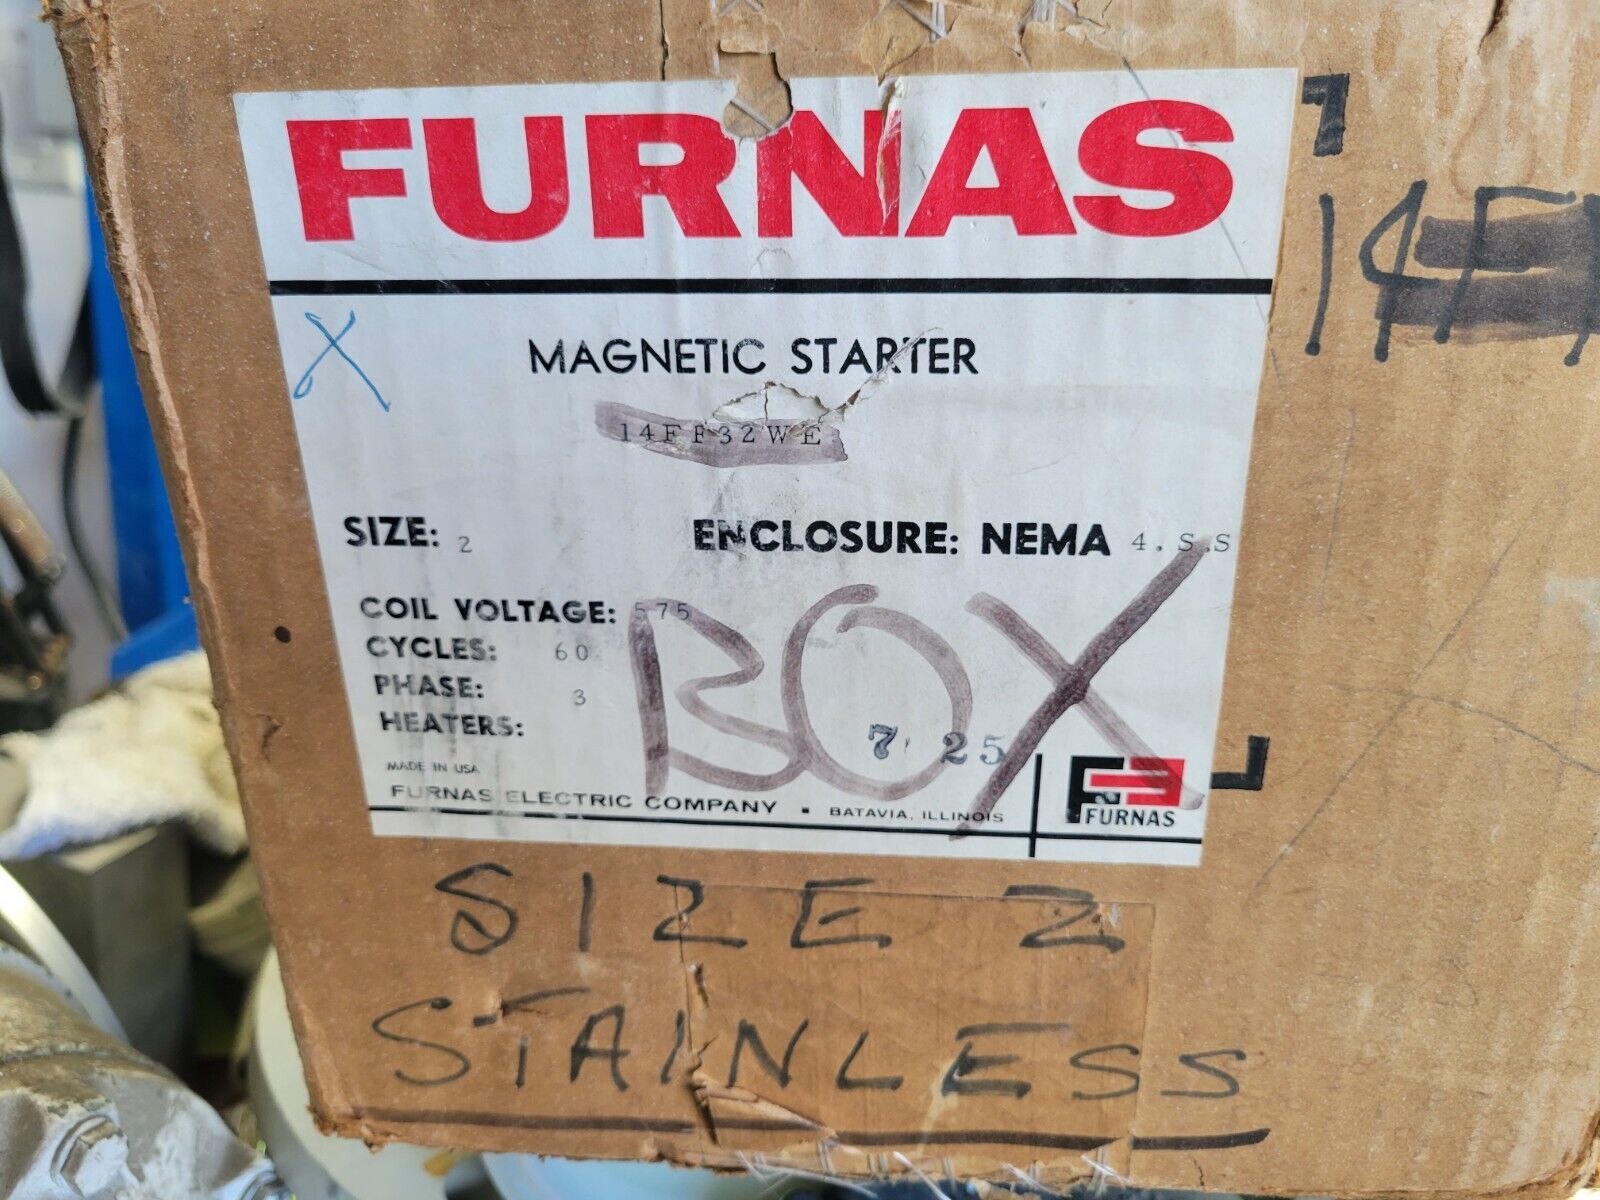 FURNAS
X
MAGNETIC STARTER
14FF32WE
SIZE: 2 ENCLOSURE: NEMA 4.S.S
COIL VOLTAGE: 575
CYCLES: 60
PHASE: 3
HEATERS:
BOX
7 25
MADE IN USA
FURNAS ELECTRIC COMPANY ▪ BATAVIA, ILLINOIS
FURNAS
SIZE 2
STAINLESS